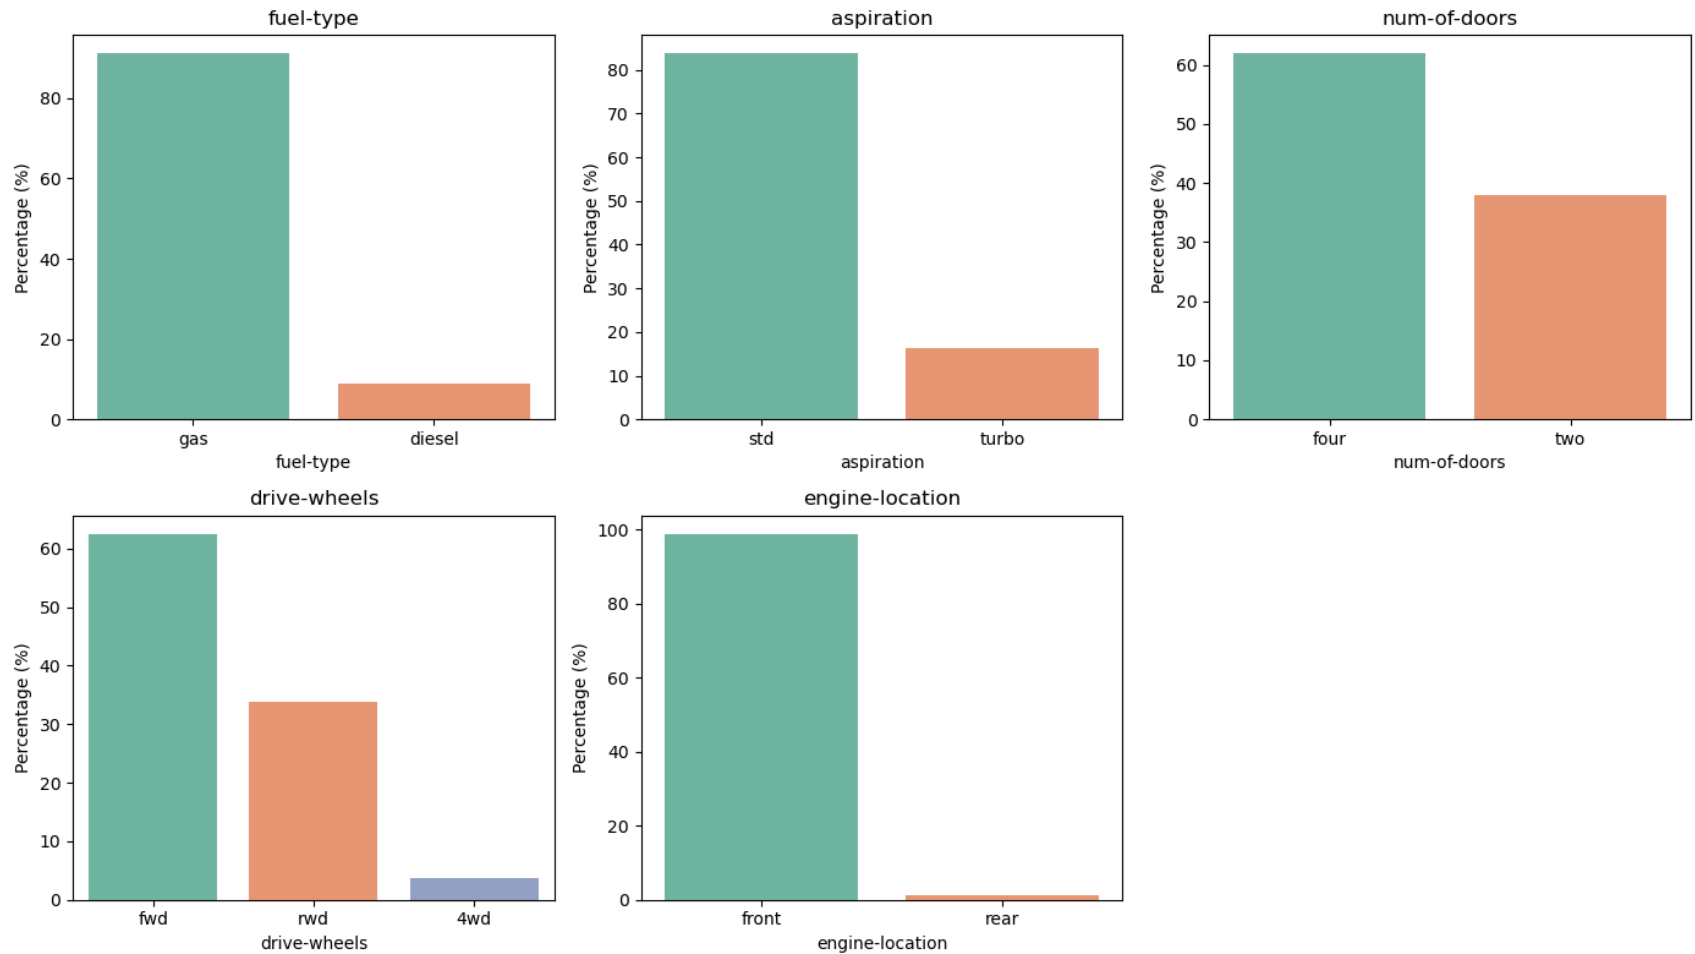 fuel-type
Percentage (%)
80
60
40
20
0
gas diesel
fuel-type
aspiration
Percentage (%)
80
70
60
50
40
30
20
10
0
std turbo
aspiration
num-of-doors
Percentage (%)
60
50
40
30
20
10
0
four two
num-of-doors
drive-wheels
Percentage (%)
60
50
40
30
20
10
0
fwd rwd 4wd
drive-wheels
engine-location
Percentage (%)
100
80
60
40
20
0
front rear
engine-location